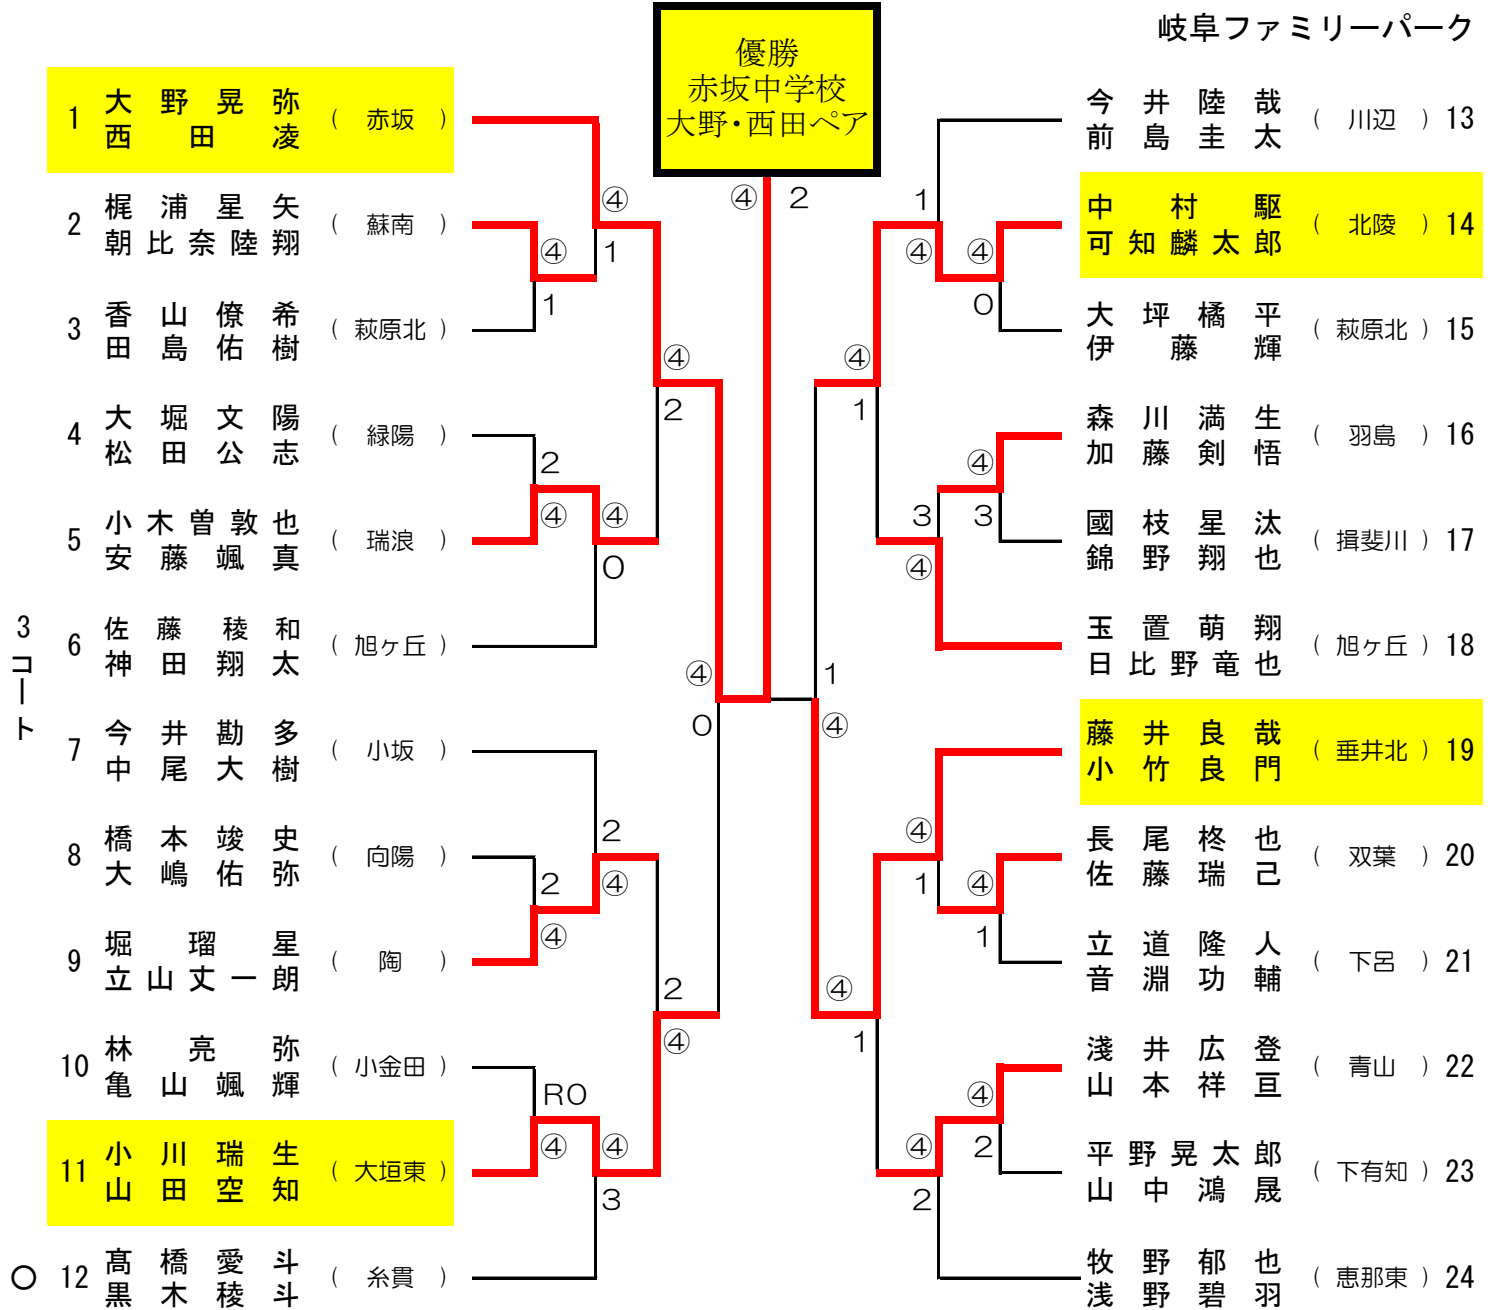 岐阜ファミリーパーク
優勝
赤坂中学校
大野・西田ペア
④ 2
3コート
1 大野晃弥 西田凌 ( 赤坂 )
2 梶浦星矢 朝比奈陸翔 ( 蘇南 )
3 香山僚希 田島佑樹 ( 萩原北 )
4 大堀文陽 松田公志 ( 緑陽 )
5 小木曽敦也 安藤颯真 ( 瑞浪 )
6 佐藤稜和 神田翔太 ( 旭ヶ丘 )
7 今井勘多 中尾大樹 ( 小坂 )
8 橋本竣史 大嶋佑弥 ( 向陽 )
9 堀瑠星 立山丈一朗 ( 陶 )
10 林亮弥 亀山颯輝 ( 小金田 )
11 小川瑞生 山田空知 ( 大垣東 )
○ 12 髙橋愛斗 黒木稜斗 ( 糸貫 )
④
1
④
1
④
2
2
④
④
0
④
0
2
④
2
④
2
④
R0
④
④
3
今井陸哉 前島圭太 ( 川辺 ) 13
中村駆 可知麟太郎 ( 北陵 ) 14
大坪橘平 伊藤輝 ( 萩原北 ) 15
森川満生 加藤剣悟 ( 羽島 ) 16
國枝星汰 錦野翔也 ( 揖斐川 ) 17
玉置萌翔 日比野竜也 ( 旭ヶ丘 ) 18
藤井良哉 小竹良門 ( 垂井北 ) 19
長尾柊也 佐藤瑞己 ( 双葉 ) 20
立道隆人 音淵功輔 ( 下呂 ) 21
淺井広登 山本祥亘 ( 青山 ) 22
平野晃太郎 山中鴻晟 ( 下有知 ) 23
牧野郁也 浅野碧羽 ( 恵那東 ) 24
1
④
④
0
④
1
④
3
3
④
1
④
④
1
④
1
④
1
④
2
④
2